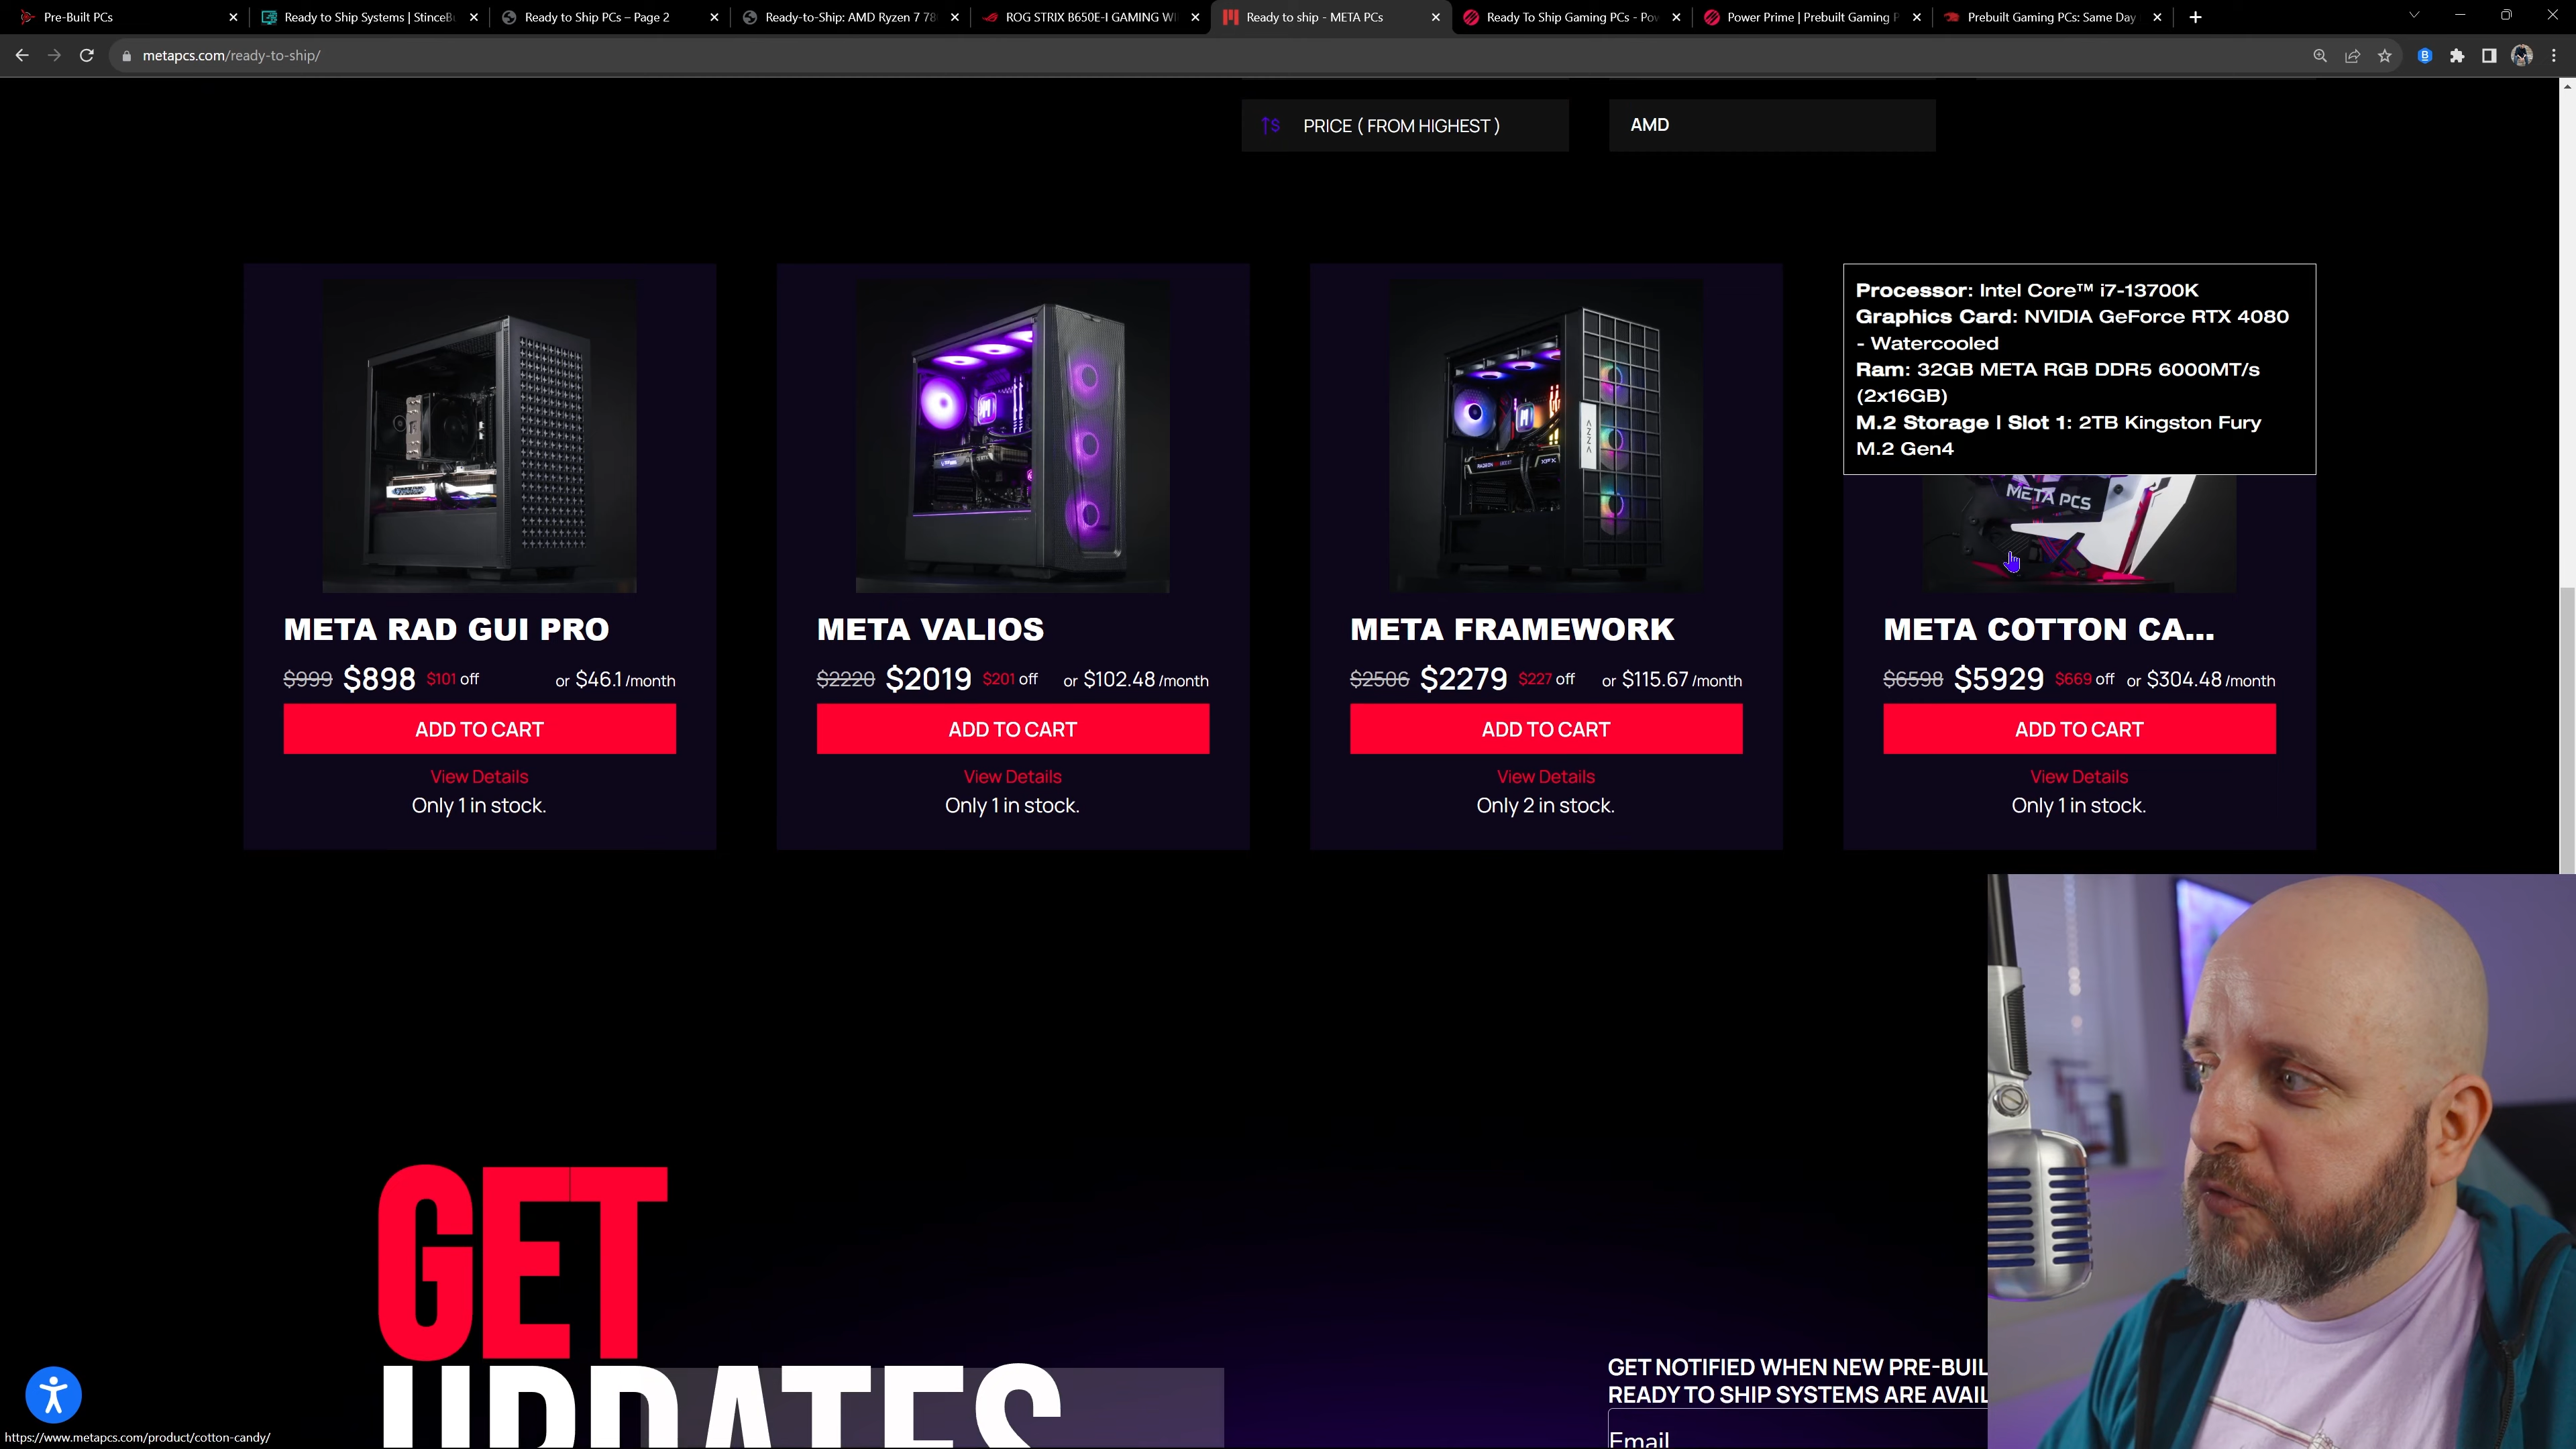 Pre-Built PCs
Ready to Ship Systems | StinceBu
Ready to Ship PCs – Page 2
Ready-to-Ship: AMD Ryzen 7 78
ROG STRIX B650E-I GAMING WI
Ready to ship - META PCs
Ready To Ship Gaming PCs - Pow
Power Prime | Prebuilt Gaming P
Prebuilt Gaming PCs: Same Day
metapcs.com/ready-to-ship/
PRICE ( FROM HIGHEST )
AMD
Processor: Intel Core™ i7-13700K
Graphics Card: NVIDIA GeForce RTX 4080
- Watercooled
Ram: 32GB META RGB DDR5 6000MT/s
(2x16GB)
M.2 Storage | Slot 1: 2TB Kingston Fury
M.2 Gen4
AZZA
META PCS
META RAD GUI PRO
$999 $898 $101 off or $46.1 /month
ADD TO CART
View Details
Only 1 in stock.
META VALIOS
$2220 $2019 $201 off or $102.48 /month
ADD TO CART
View Details
Only 1 in stock.
META FRAMEWORK
$2506 $2279 $227 off or $115.67 /month
ADD TO CART
View Details
Only 2 in stock.
META COTTON CA...
$6598 $5929 $669 off or $304.48 /month
ADD TO CART
View Details
Only 1 in stock.
GET
UPDATES
GET NOTIFIED WHEN NEW PRE-BUIL
READY TO SHIP SYSTEMS ARE AVAIL
Email
https://www.metapcs.com/product/cotton-candy/